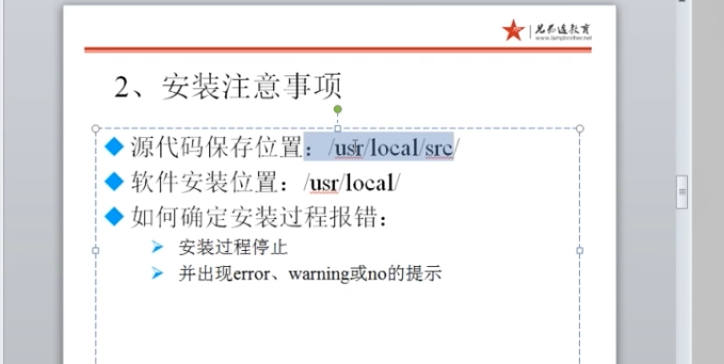 兄弟连教育
www.lampbrother.net
2、安装注意事项
源代码保存位置：/usr/local/src/
软件安装位置：/usr/local/
如何确定安装过程报错：
安装过程停止
并出现error、warning或no的提示